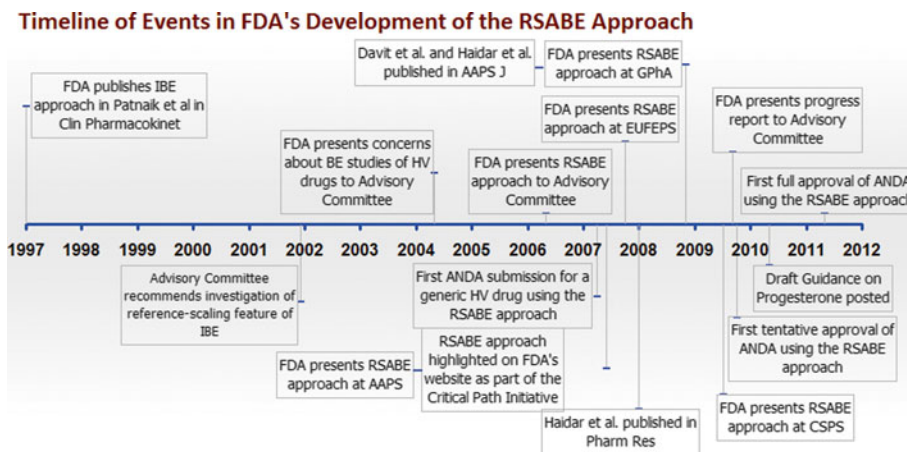 Timeline of Events in FDA's Development of the RSABE Approach
Davit et al. and Haidar et al.
published in AAPS J
FDA presents RSABE
approach at GPhA
FDA publishes IBE
approach in Patnaik et al in
Clin Pharmacokinet
FDA presents RSABE
approach at EUFEPS
FDA presents progress
report to Advisory
Committee
FDA presents concerns
about BE studies of HV
drugs to Advisory
Committee
FDA presents RSABE
approach to Advisory
Committee
First full approval of ANDA
using the RSABE approach
1997 1998 1999 2000 2001 2002 2003 2004 2005 2006 2007 2008 2009 2010 2011 2012
Advisory Committee
recommends investigation of
reference-scaling feature of
IBE
First ANDA submission for a
generic HV drug using the
RSABE approach
Draft Guidance on
Progesterone posted
FDA presents RSABE
approach at AAPS
RSABE approach
highlighted on FDA's
website as part of the
Critical Path Initiative
First tentative approval of
ANDA using the RSABE
approach
Haidar et al. published in
Pharm Res
FDA presents RSABE
approach at CSPS